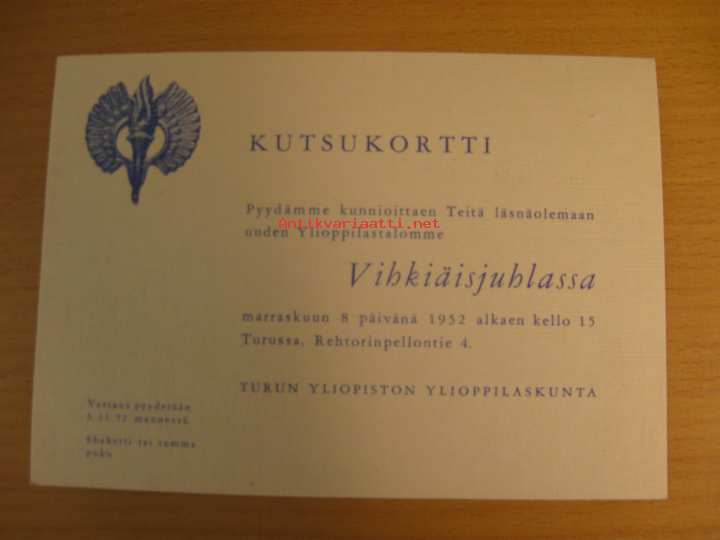 KUTSUKORTTI
Pyydämme kunnioittaen Teitä läsnäolemaan
Antikvariaatti.net
uuden Ylioppilastalomme
Vihkiäisjuhlassa
marraskuun 8 päivänä 1952 alkaen kello 15
Turussa, Rehtorinpellontie 4.
TURUN YLIOPISTON YLIOPPILASKUNTA
Vastaus pyydetään
5.11.52 mennessä
Shaketti tai tumma
puku